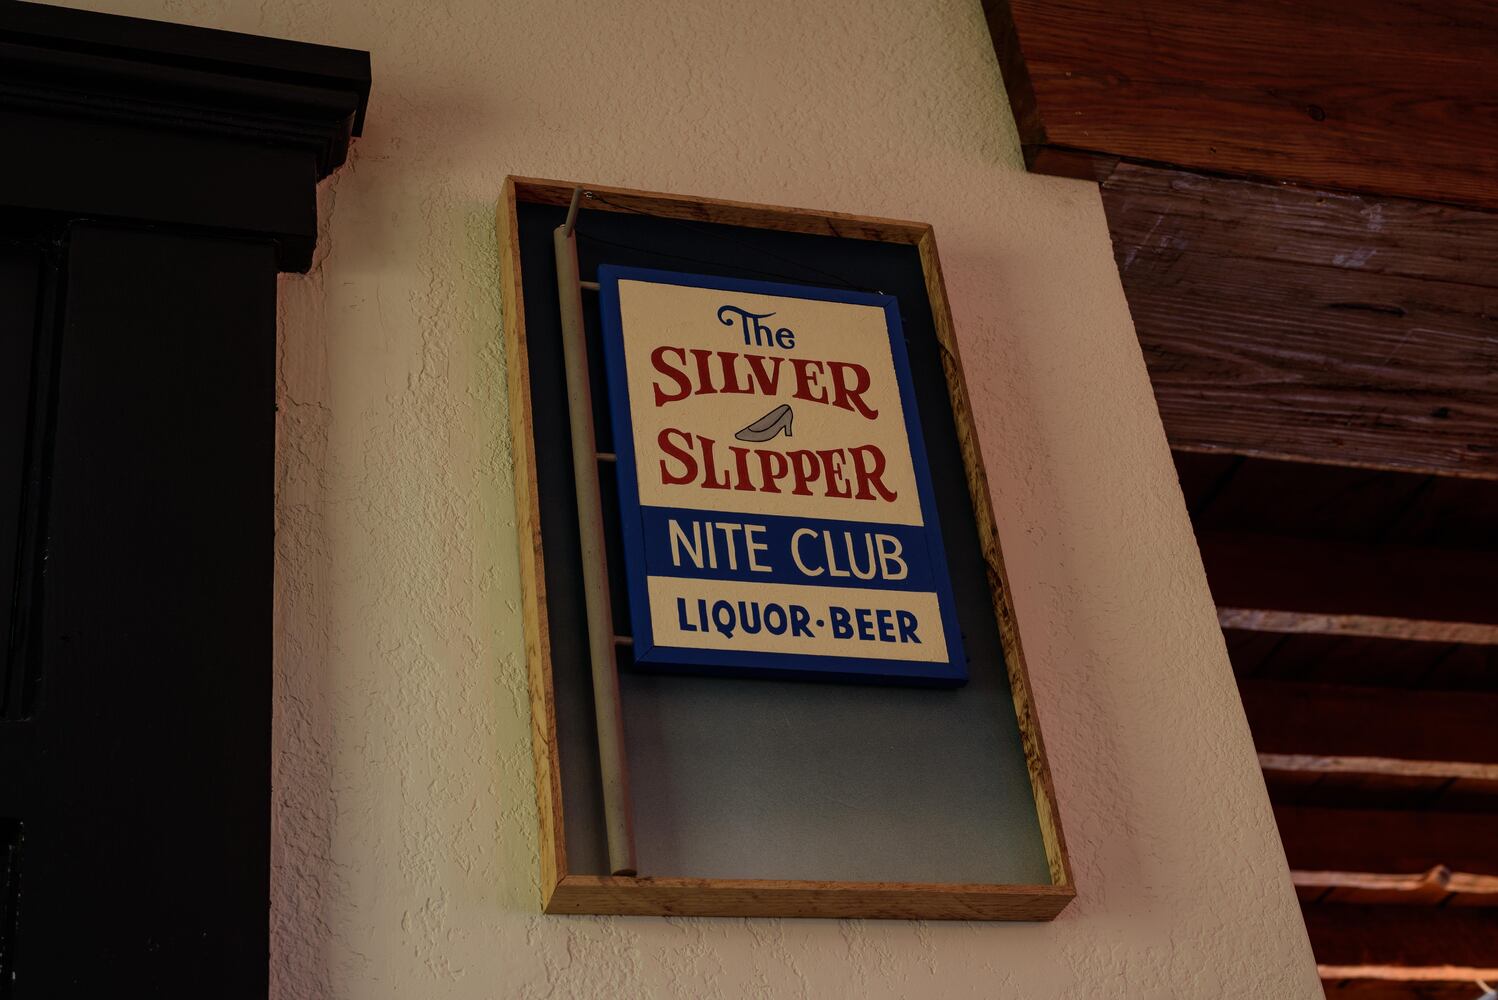 The
SILVER
SLIPPER
NITE CLUB
LIQUOR·BEER